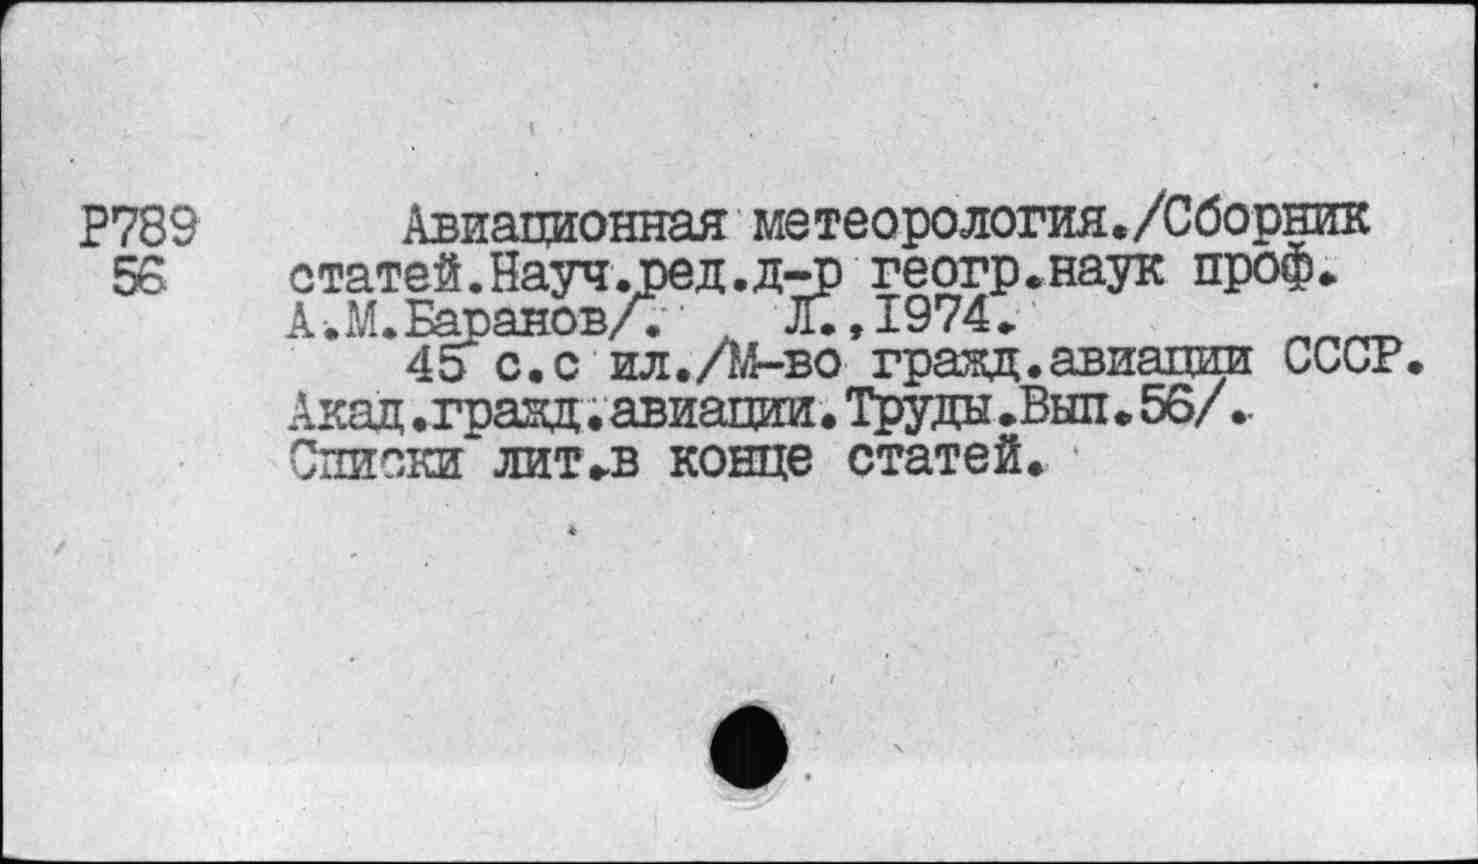 Р789 Авиационная метеорология./Сборник
56 статей.Науч.ред.д-р геогр.наук проф.
А.М.Баранов/. Л.,1974.
45 с.с ил./М-во гражд.авиации СССР.
Акад.гражд.авиации.Труды.Вып.56/.
Списки лит.в конце статей.